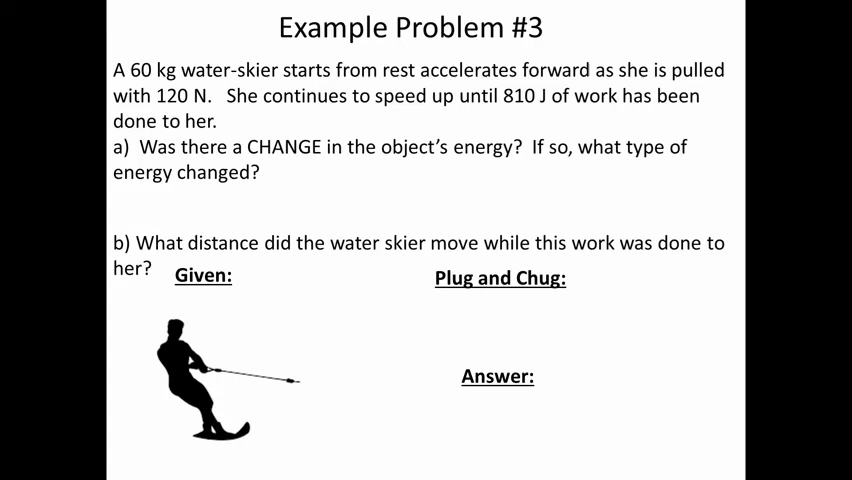 Example Problem #3
A 60 kg water-skier starts from rest accelerates forward as she is pulled
with 120 N. She continues to speed up until 810 J of work has been
done to her.
a) Was there a CHANGE in the object's energy? If so, what type of
energy changed?
b) What distance did the water skier move while this work was done to
her?
Given:
Plug and Chug:
Answer: